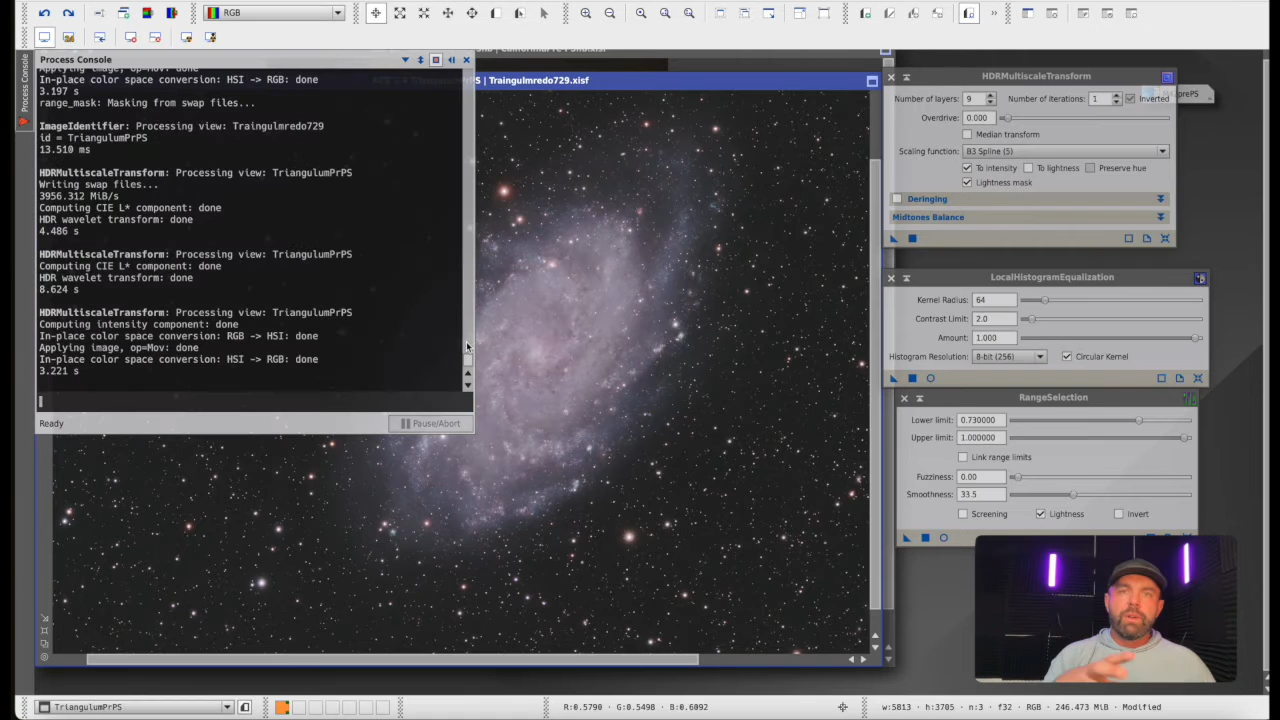 RGB
Process Console
Process Console
Applying image, op=Mov: done
In-place color space conversion: HSI -> RGB: done
3.197 s
range_mask: Masking from swap files...
ImageIdentifier: Processing view: Traingulmredo729
id = TriangulumPrPS
13.510 ms
HDRMultiscaleTransform: Processing view: TriangulumPrPS
Writing swap files...
3956.312 MiB/s
Computing CIE L* component: done
HDR wavelet transform: done
4.486 s
HDRMultiscaleTransform: Processing view: TriangulumPrPS
Computing CIE L* component: done
HDR wavelet transform: done
8.624 s
HDRMultiscaleTransform: Processing view: TriangulumPrPS
Computing intensity component: done
In-place color space conversion: RGB -> HSI: done
Applying image, op=Mov: done
In-place color space conversion: HSI -> RGB: done
3.221 s
Ready
Pause/Abort
| Traingulmredo729.xisf
HDRMultiscaleTransform
Number of layers: 9 Number of Iterations: 1 Inverted
Overdrive: 0.000
Median transform
Scaling function: B3 Spline (5)
To intensity To lightness Preserve hue
Lightness mask
Deringing
Midtones Balance
LocalHistogramEqualization
Kernel Radius: 64
Contrast Limit: 2.0
Amount: 1.000
Histogram Resolution: 8-bit (256) Circular Kernel
RangeSelection
Lower limit: 0.730000
Upper limit: 1.000000
Link range limits
Fuzziness: 0.00
Smoothness: 33.5
Screening Lightness Invert
TriangulumPrPS
R:0.5790 · G:0.5498 · B:0.6092
w:5813 · h:3705 · n:3 · f32 · RGB · 246.473 MiB · Modified